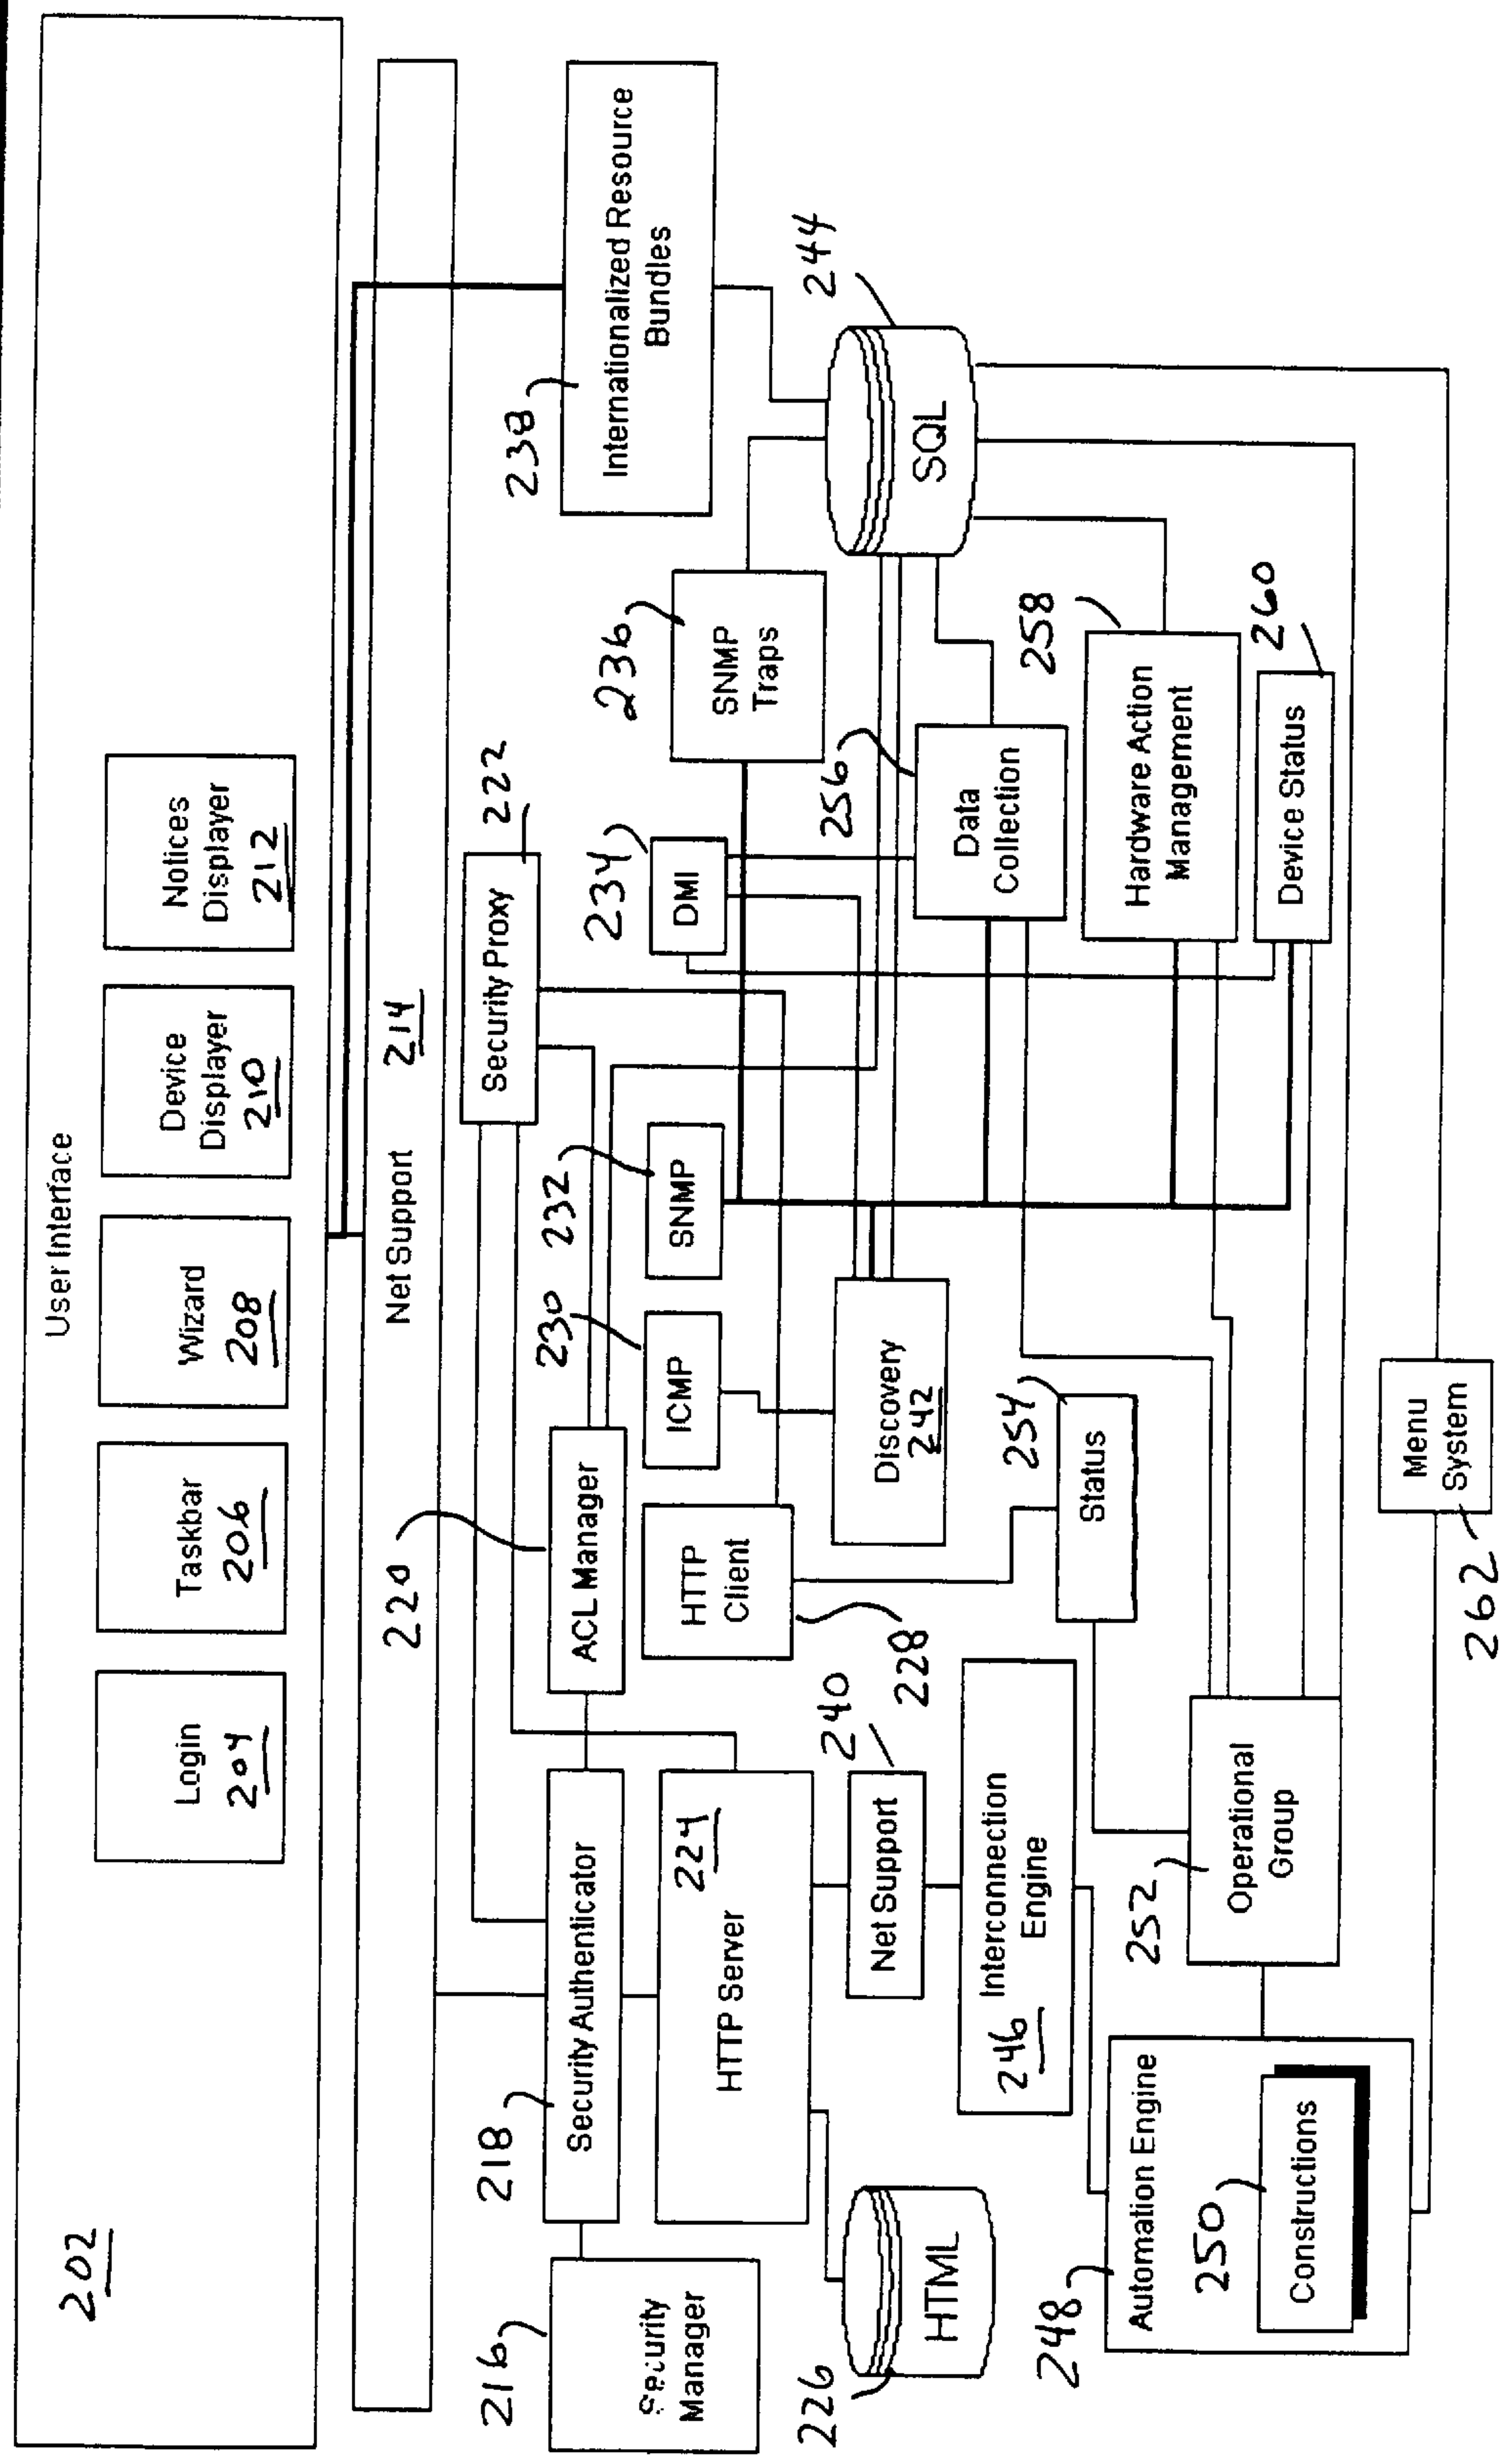 202
User Interface
Login
204
Taskbar
206
Wizard
208
Device
Displayer
210
Notices
Displayer
212
Net Support
214
216
Security
Manager
218
Security Authenticator
220
ACL Manager
222
Security Proxy
224
HTTP Server
226
HTML
228
HTTP
Client
230
ICMP
232
SNMP
234
DMI
236
SNMP
Traps
238
Internationalized Resource
Bundles
240
Net Support
Discovery
242
244
SQL
246
Interconnection
Engine
248
Automation Engine
250
Constructions
252
Operational
Group
254
Status
256
Data
Collection
258
Hardware Action
Management
260
Device Status
262
Menu
System